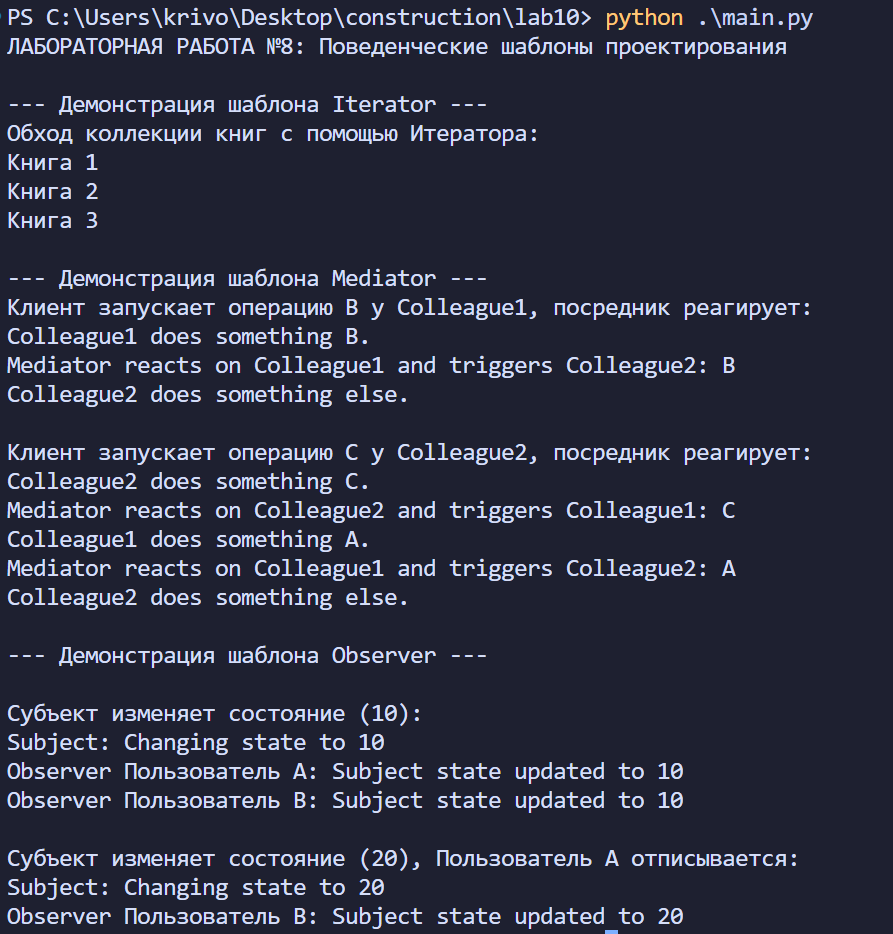 PS C:\Users\krivo\Desktop\construction\lab10> python .\main.py
ЛАБОРАТОРНАЯ РАБОТА №8: Поведенческие шаблоны проектирования
--- Демонстрация шаблона Iterator ---
Обход коллекции книг с помощью Итератора:
Книга 1
Книга 2
Книга 3
--- Демонстрация шаблона Mediator ---
Клиент запускает операцию B у Colleague1, посредник реагирует:
Colleague1 does something B.
Mediator reacts on Colleague1 and triggers Colleague2: B
Colleague2 does something else.
Клиент запускает операцию C у Colleague2, посредник реагирует:
Colleague2 does something C.
Mediator reacts on Colleague2 and triggers Colleague1: C
Colleague1 does something A.
Mediator reacts on Colleague1 and triggers Colleague2: A
Colleague2 does something else.
--- Демонстрация шаблона Observer ---
Субъект изменяет состояние (10):
Subject: Changing state to 10
Observer Пользователь A: Subject state updated to 10
Observer Пользователь B: Subject state updated to 10
Субъект изменяет состояние (20), Пользователь A отписывается:
Subject: Changing state to 20
Observer Пользователь B: Subject state updated to 20